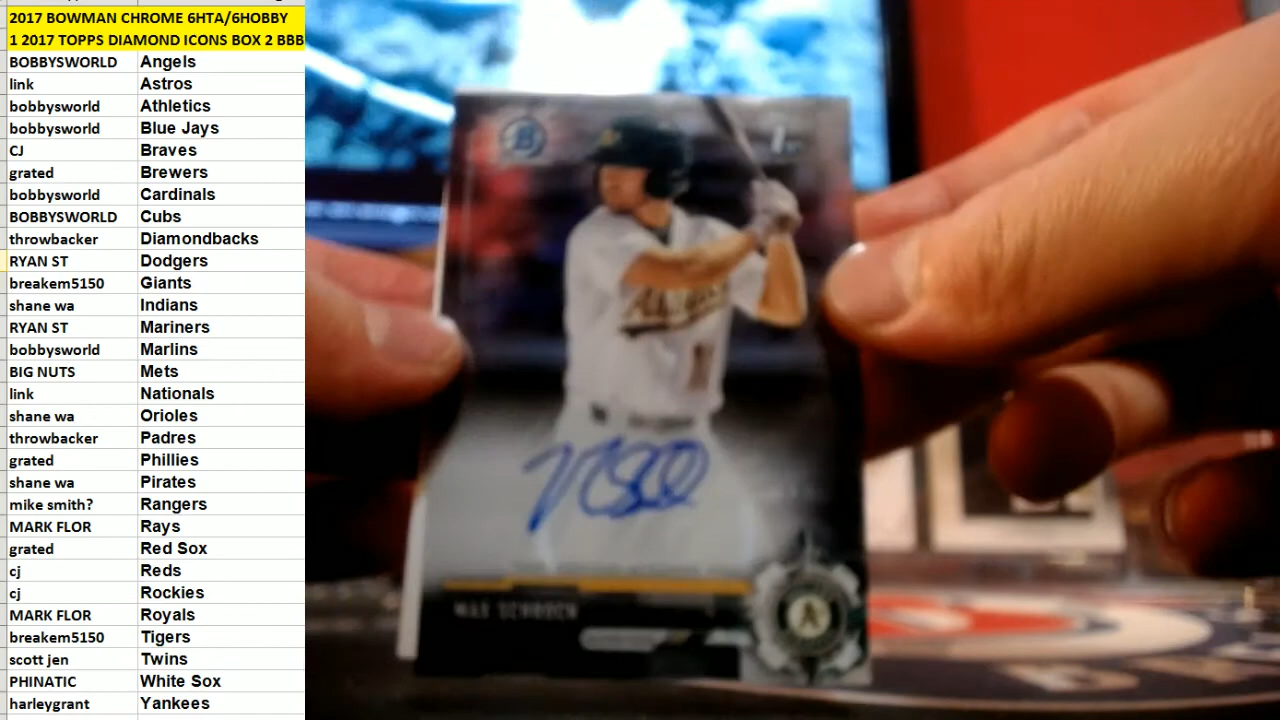 2017 BOWMAN CHROME 6HTA/6HOBBY
1 2017 TOPPS DIAMOND ICONS BOX 2 BBB
BOBBYSWORLD Angels
link Astros
bobbysworld Athletics
bobbysworld Blue Jays
CJ Braves
grated Brewers
bobbysworld Cardinals
BOBBYSWORLD Cubs
throwbacker Diamondbacks
RYAN ST Dodgers
breakem5150 Giants
shane wa Indians
RYAN ST Mariners
bobbysworld Marlins
BIG NUTS Mets
link Nationals
shane wa Orioles
throwbacker Padres
grated Phillies
shane wa Pirates
mike smith? Rangers
MARK FLOR Rays
grated Red Sox
cj Reds
cj Rockies
MARK FLOR Royals
breakem5150 Tigers
scott jen Twins
PHINATIC White Sox
harleygrant Yankees
B
1st
MAX SCHROCK
A's